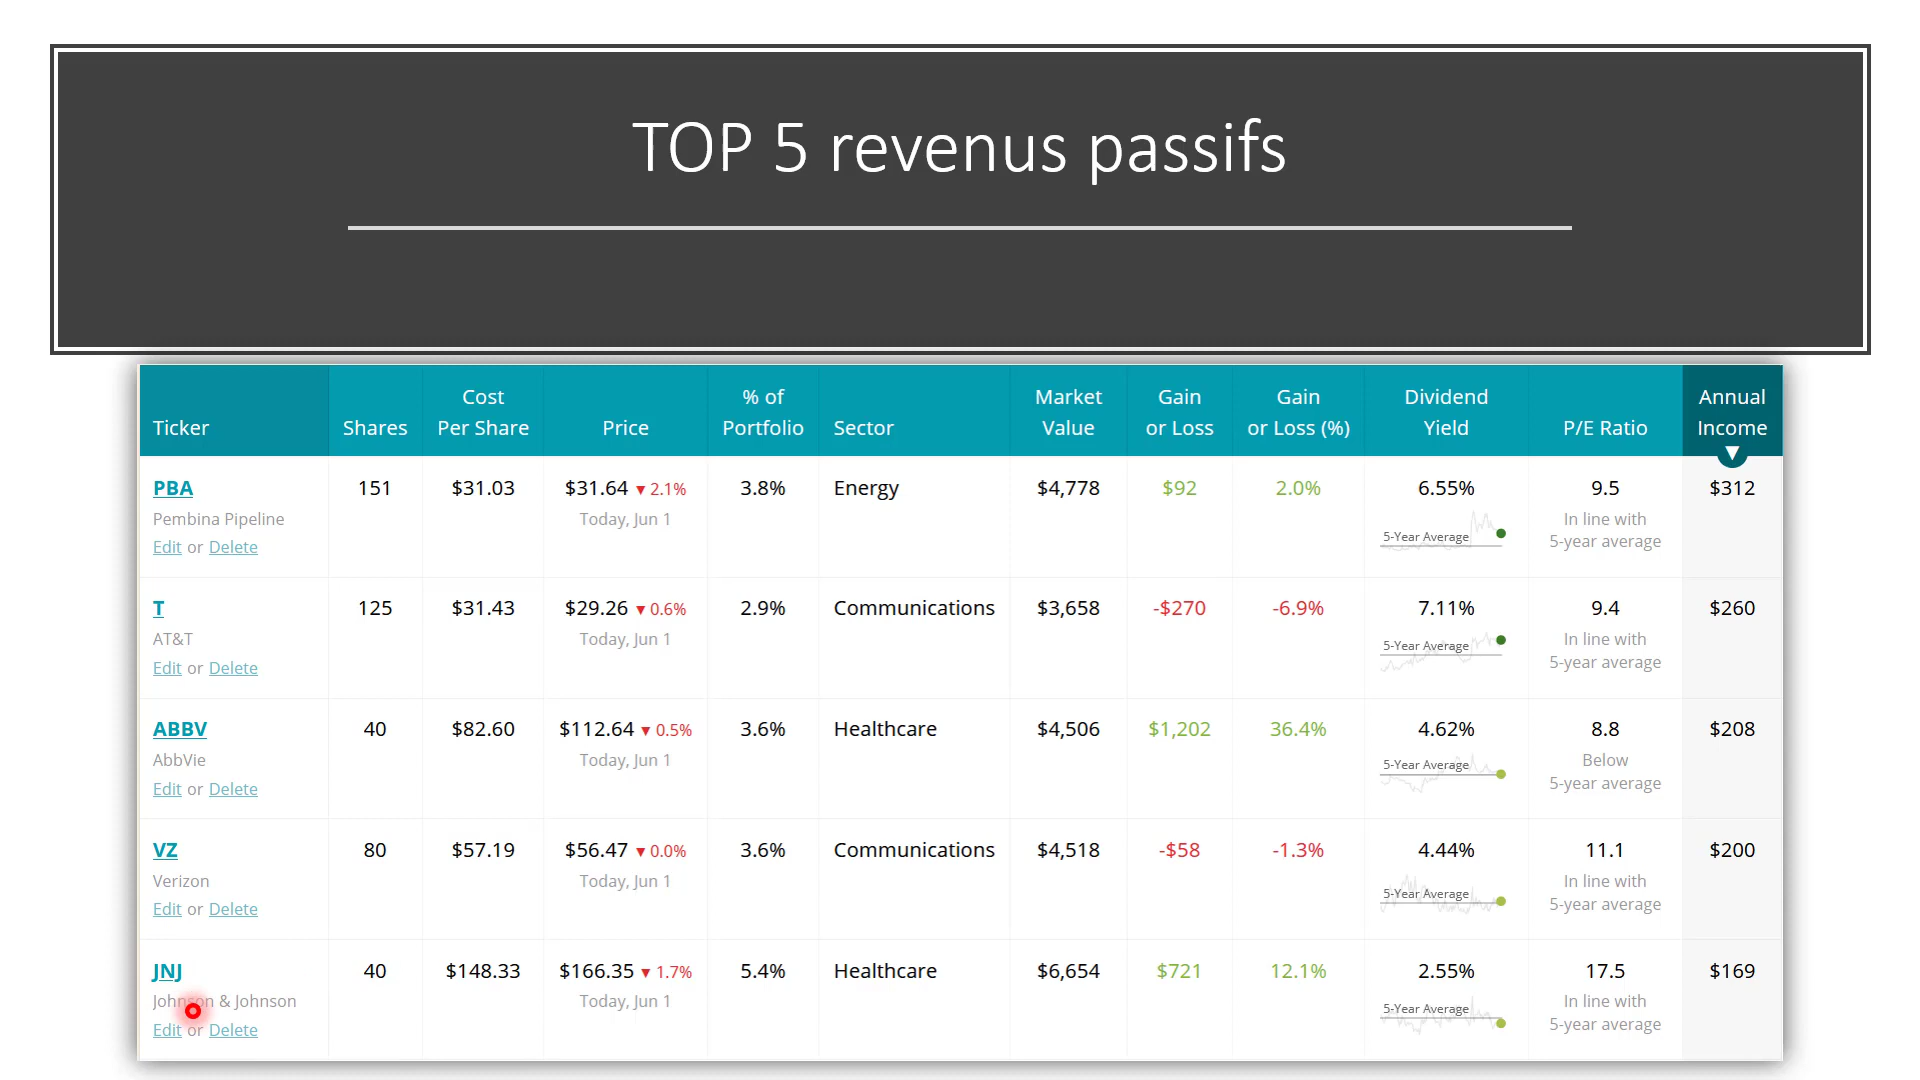 TOP 5 revenus passifs
Ticker Shares Cost Per Share Price % of Portfolio Sector Market Value Gain or Loss Gain or Loss (%) Dividend Yield P/E Ratio Annual Income
PBA 151 $31.03 $31.64 ▼ 2.1% 3.8% Energy $4,778 $92 2.0% 6.55% 9.5 $312
Pembina Pipeline Today, Jun 1 5-Year Average In line with
Edit or Delete 5-year average
T 125 $31.43 $29.26 ▼ 0.6% 2.9% Communications $3,658 -$270 -6.9% 7.11% 9.4 $260
AT&T Today, Jun 1 5-Year Average In line with
Edit or Delete 5-year average
ABBV 40 $82.60 $112.64 ▼ 0.5% 3.6% Healthcare $4,506 $1,202 36.4% 4.62% 8.8 $208
AbbVie Today, Jun 1 5-Year Average Below
Edit or Delete 5-year average
VZ 80 $57.19 $56.47 ▼ 0.0% 3.6% Communications $4,518 -$58 -1.3% 4.44% 11.1 $200
Verizon Today, Jun 1 5-Year Average In line with
Edit or Delete 5-year average
JNJ 40 $148.33 $166.35 ▼ 1.7% 5.4% Healthcare $6,654 $721 12.1% 2.55% 17.5 $169
Johnson & Johnson Today, Jun 1 5-Year Average In line with
Edit or Delete 5-year average